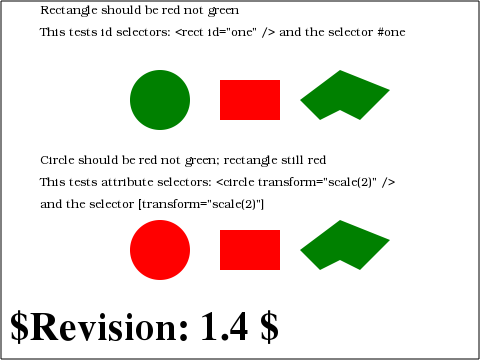 Rectangle should be red not green
This tests id selectors: <rect id="one" /> and the selector #one
Circle should be red not green; rectangle still red
This tests attribute selectors: <circle transform="scale(2)" />
and the selector [transform="scale(2)"]
$Revision: 1.4 $